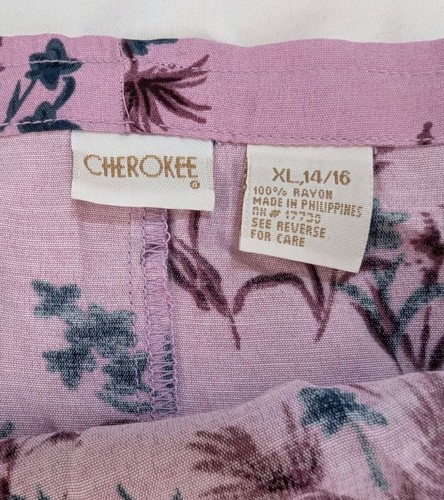 CHEROKEE
®
XL,14/16
100% RAYON
MADE IN PHILIPPINES
RN# 17730
SEE REVERSE
FOR CARE